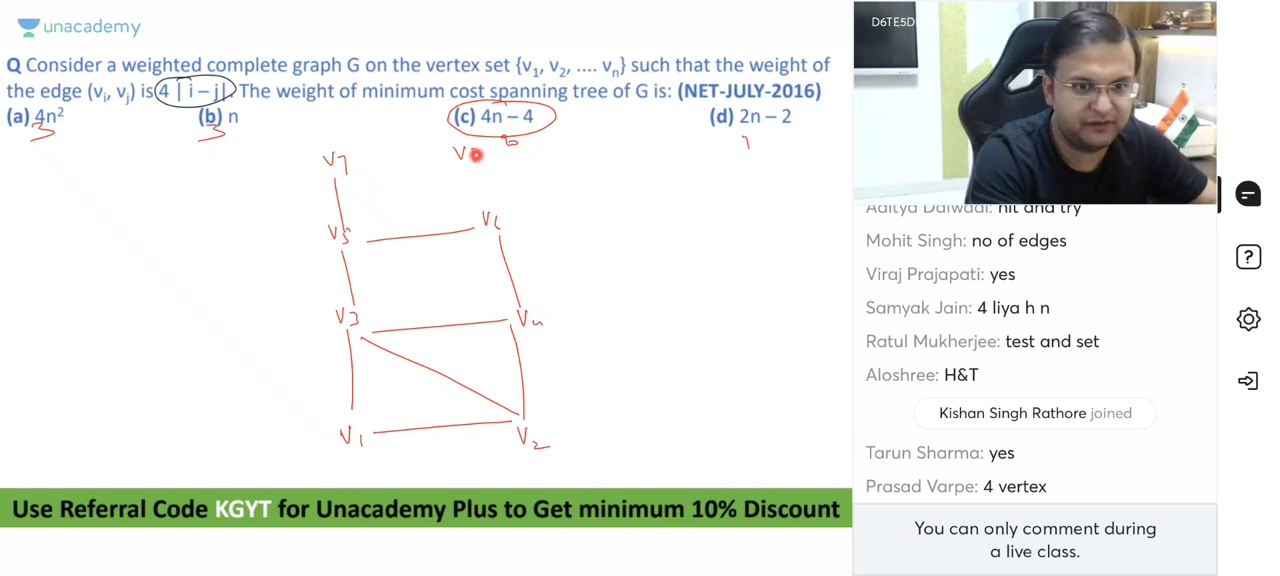 unacademy
D6TE5D
Q Consider a weighted complete graph G on the vertex set {v₁, v₂, .... vₙ} such that the weight of
the edge (vᵢ, vⱼ) is 4 | i – j|. The weight of minimum cost spanning tree of G is: (NET-JULY-2016)
(a) 4n² (b) n (c) 4n – 4 (d) 2n – 2
3 3
V7
V5
V3
V1 V2
Aditya Daiwadi: hit and try
Mohit Singh: no of edges
Viraj Prajapati: yes
Samyak Jain: 4 liya h n
Ratul Mukherjee: test and set
Aloshree: H&T
Kishan Singh Rathore joined
Tarun Sharma: yes
Prasad Varpe: 4 vertex
Use Referral Code KGYT for Unacademy Plus to Get minimum 10% Discount
You can only comment during
a live class.